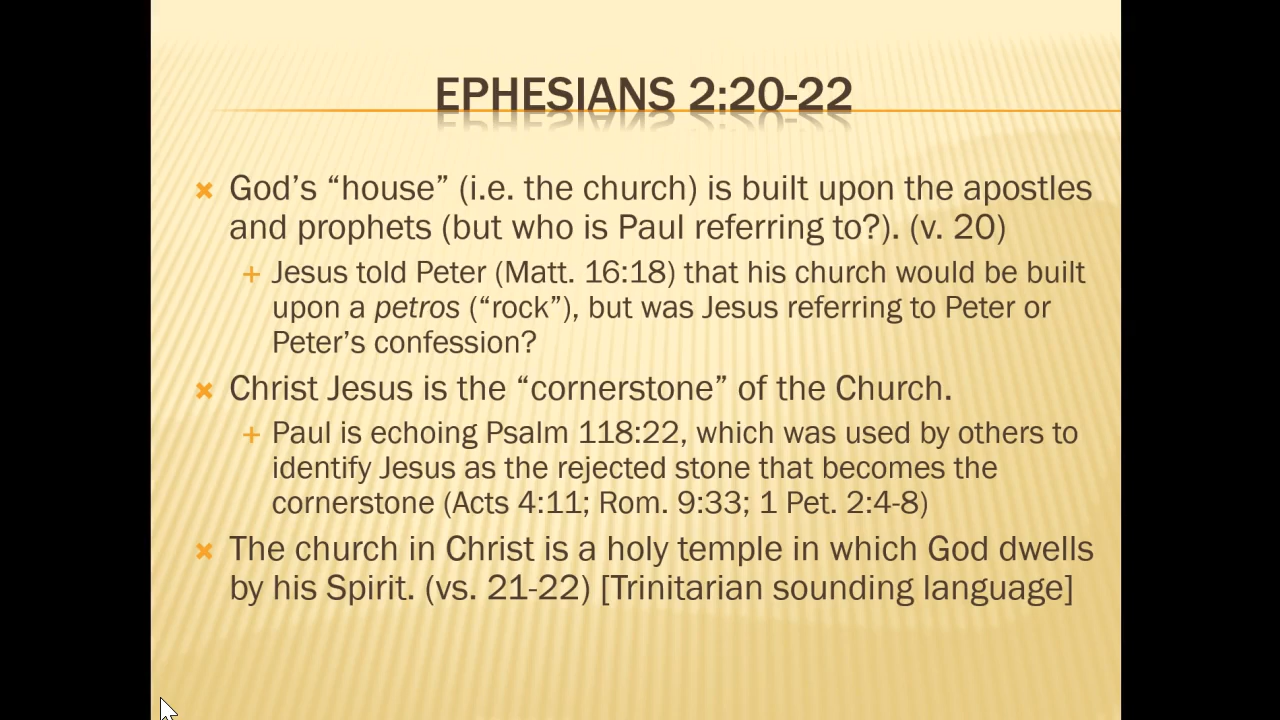 EPHESIANS 2:20-22
God’s “house” (i.e. the church) is built upon the apostles
and prophets (but who is Paul referring to?). (v. 20)
Jesus told Peter (Matt. 16:18) that his church would be built
upon a petros (“rock”), but was Jesus referring to Peter or
Peter’s confession?
Christ Jesus is the “cornerstone” of the Church.
Paul is echoing Psalm 118:22, which was used by others to
identify Jesus as the rejected stone that becomes the
cornerstone (Acts 4:11; Rom. 9:33; 1 Pet. 2:4-8)
The church in Christ is a holy temple in which God dwells
by his Spirit. (vs. 21-22) [Trinitarian sounding language]